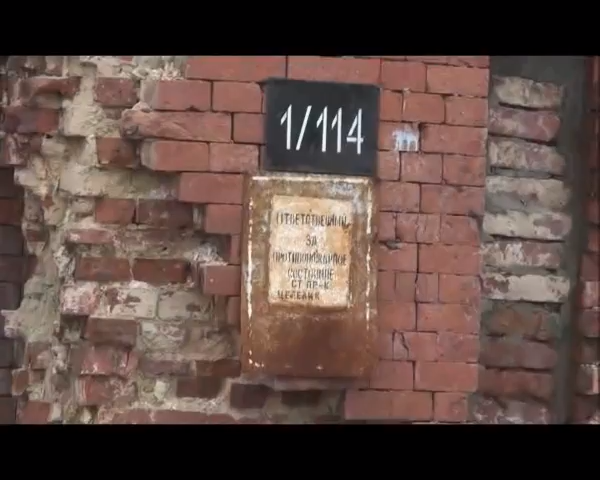 1/114
ОТВЕТСТВЕННЫЙ
ЗА
ПРОТИВОПОЖАРНОЕ
СОСТОЯНИЕ
СТ. ПР-К